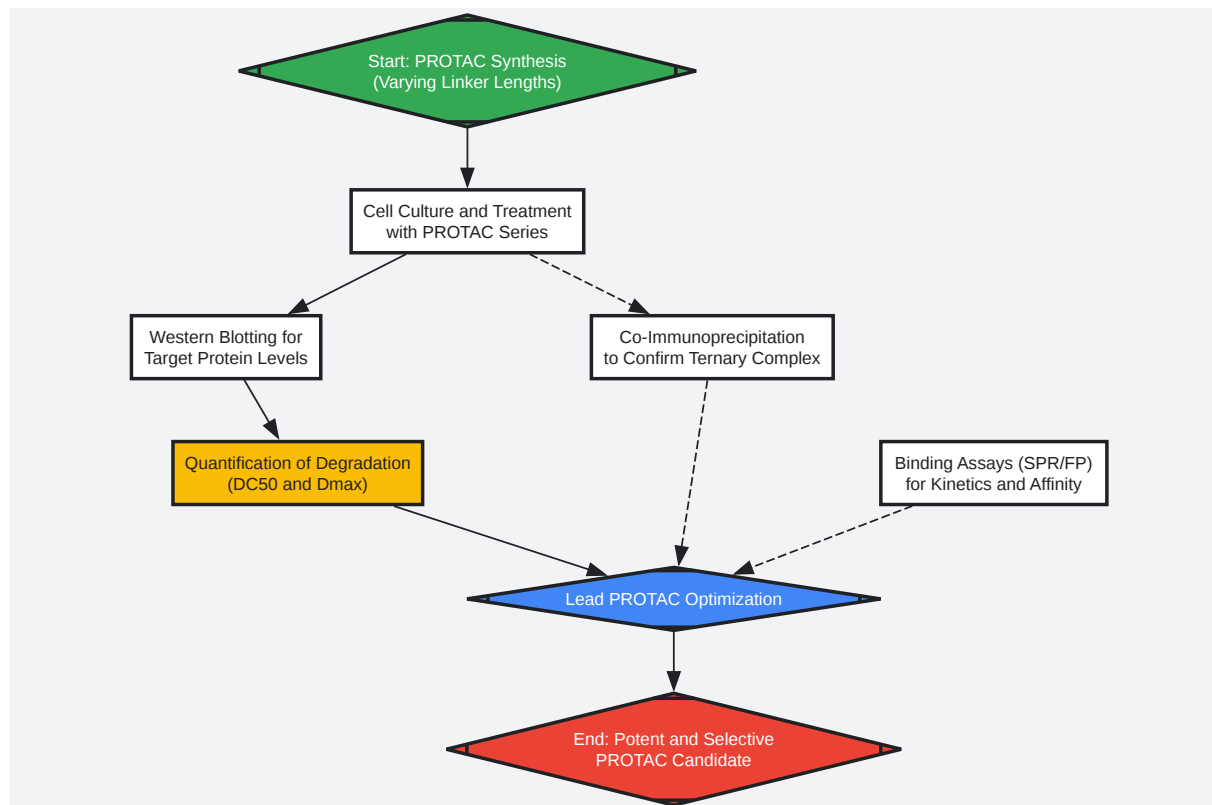 Start: PROTAC Synthesis
(Varying Linker Lengths)
Cell Culture and Treatment
with PROTAC Series
Western Blotting for
Target Protein Levels
Co-Immunoprecipitation
to Confirm Ternary Complex
Quantification of Degradation
(DC50 and Dmax)
Binding Assays (SPR/FP)
for Kinetics and Affinity
Lead PROTAC Optimization
End: Potent and Selective
PROTAC Candidate